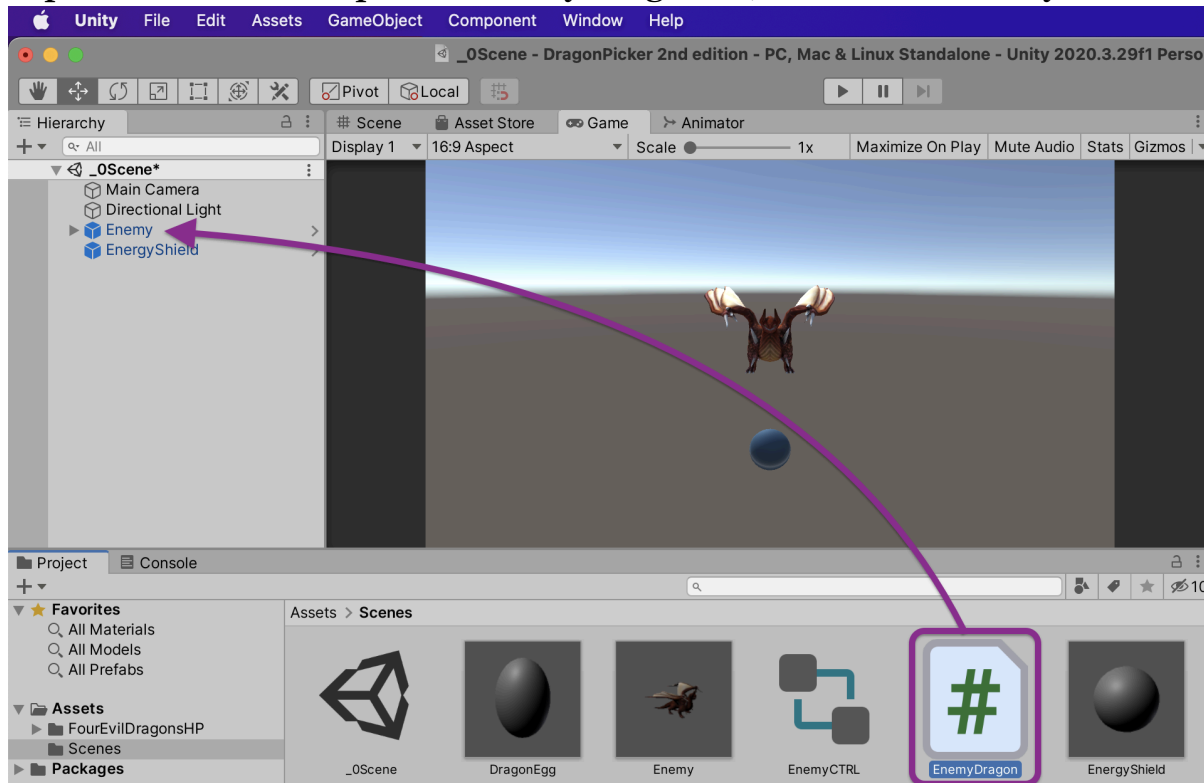 Unity File Edit Assets GameObject Component Window Help
_0Scene - DragonPicker 2nd edition - PC, Mac & Linux Standalone - Unity 2020.3.29f1 Perso
Pivot Local
Hierarchy
Scene Asset Store Game Animator
All
Display 1 16:9 Aspect Scale 1x Maximize On Play Mute Audio Stats Gizmos
_0Scene*
Main Camera
Directional Light
Enemy
EnergyShield
Project Console
Favorites
All Materials
All Models
All Prefabs
Assets
FourEvilDragonsHP
Scenes
Packages
Assets > Scenes
_0Scene DragonEgg Enemy EnemyCTRL EnemyDragon EnergyShield
#
10